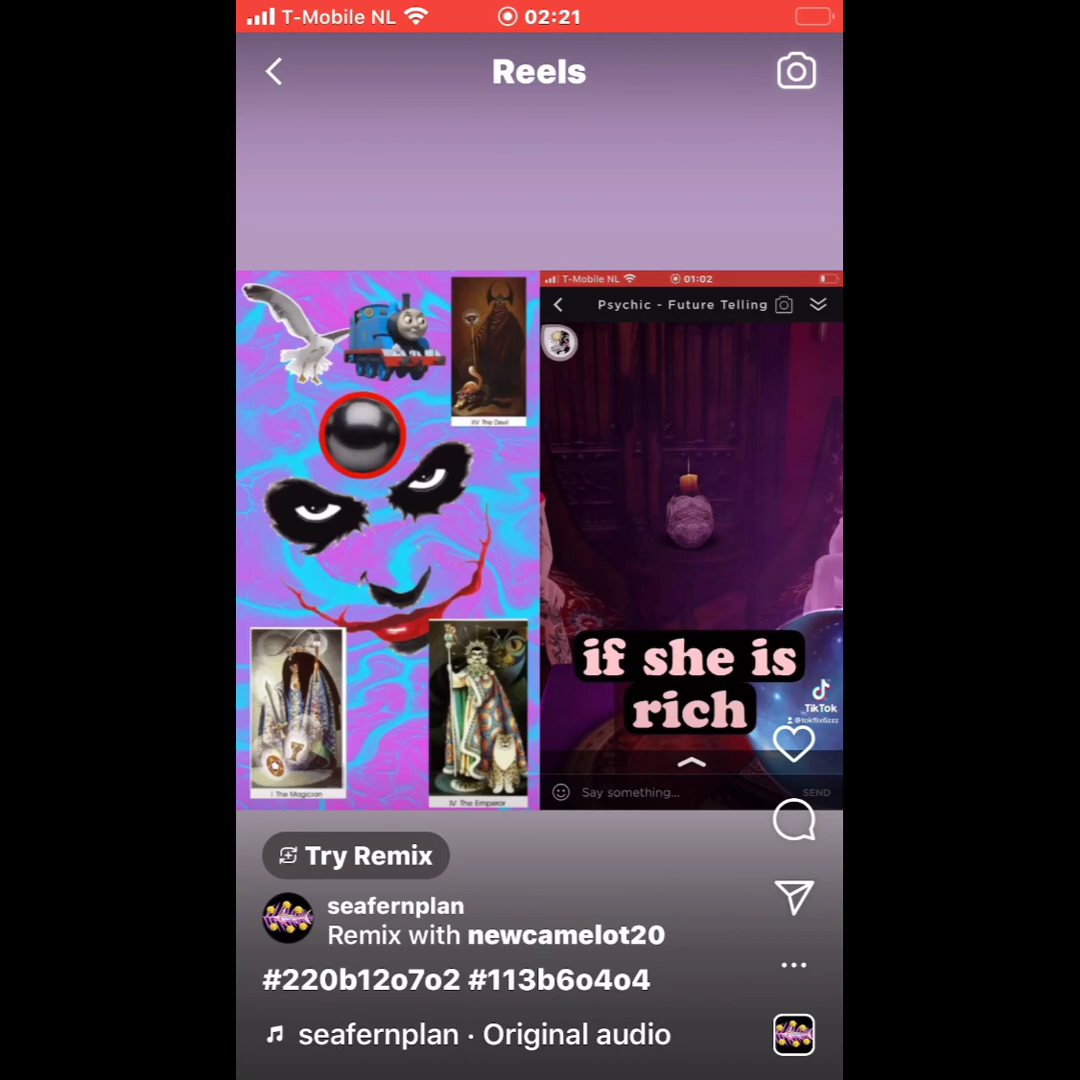 T-Mobile NL 02:21
Reels
T-Mobile NL 01:02
Psychic - Future Telling
XV The Devil
if she is
rich
TikTok
@tokflix6zzz
I The Magician
IV The Emperor
Say something... SEND
Try Remix
seafernplan
Remix with newcamelot20
#220b12o7o2 #113b6o4o4
seafernplan · Original audio